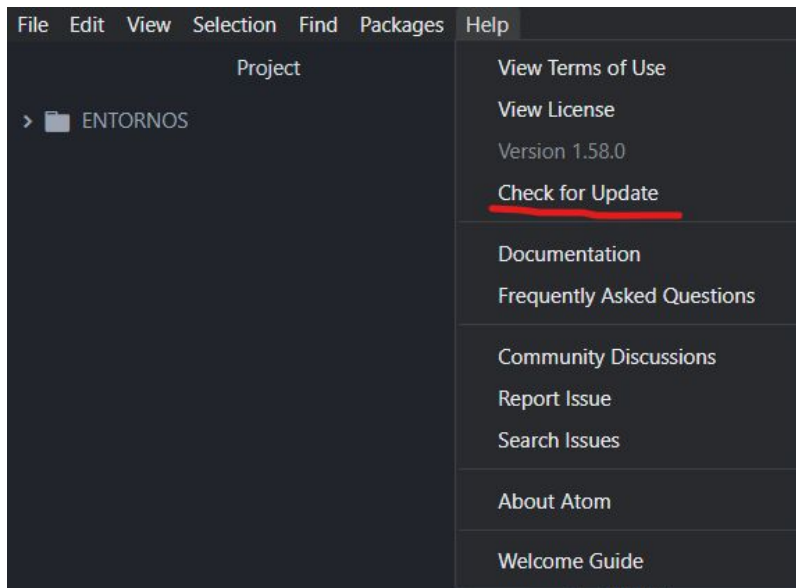 File Edit View Selection Find Packages Help
Project
ENTORNOS
View Terms of Use
View License
Version 1.58.0
Check for Update
Documentation
Frequently Asked Questions
Community Discussions
Report Issue
Search Issues
About Atom
Welcome Guide